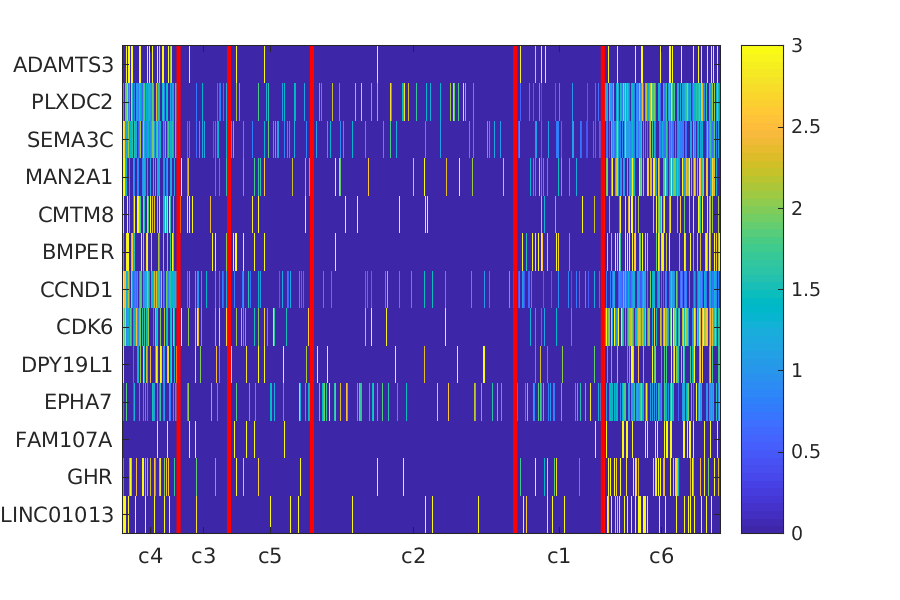 ADAMTS3
PLXDC2
SEMA3C
MAN2A1
CMTM8
BMPER
CCND1
CDK6
DPY19L1
EPHA7
FAM107A
GHR
LINC01013
c4 c3 c5 c2 c1 c6
3
2.5
2
1.5
1
0.5
0